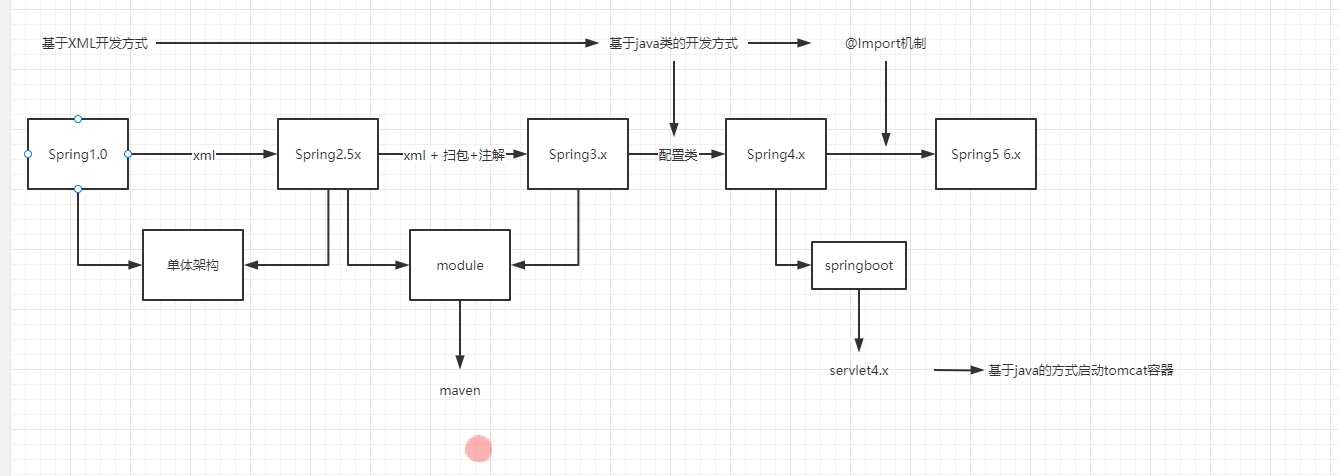 基于XML开发方式
基于java类的开发方式
@Import机制
Spring1.0
xml
Spring2.5x
xml + 扫包+注解
Spring3.x
配置类
Spring4.x
Spring5 6.x
单体架构
module
springboot
maven
servlet4.x
基于java的方式启动tomcat容器